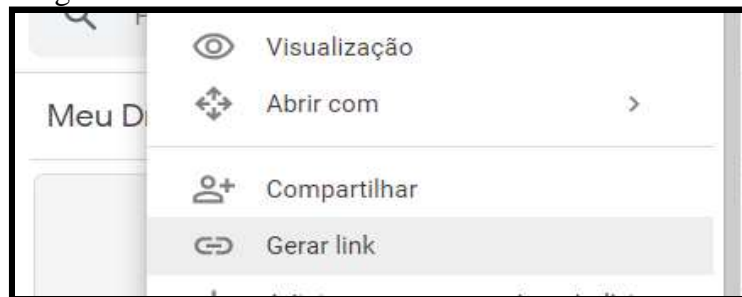 Visualização
Abrir com
Meu D
Compartilhar
Gerar link